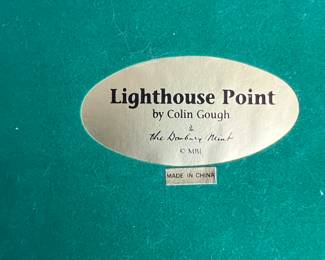 Lighthouse Point
by Colin Gough
&
the Danbury Mint
© MBI
MADE IN CHINA